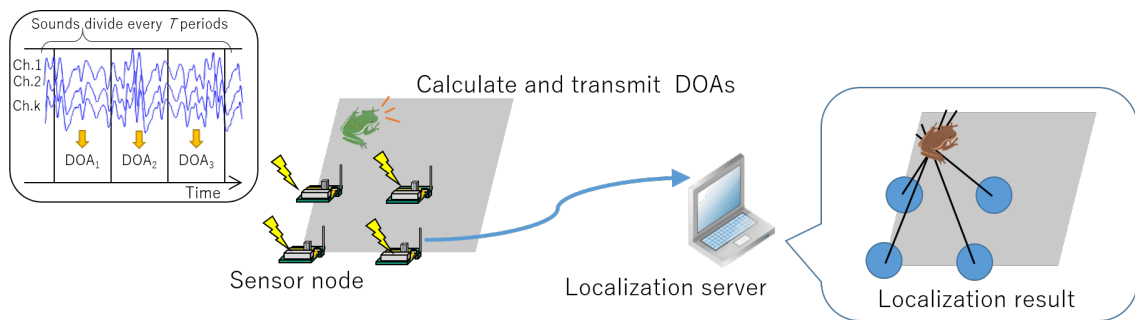 Sounds divide every T periods
Ch.1
Ch.2
Ch.k
DOA₁ DOA₂ DOA₃
Time
Calculate and transmit DOAs
Sensor node
Localization server
Localization result